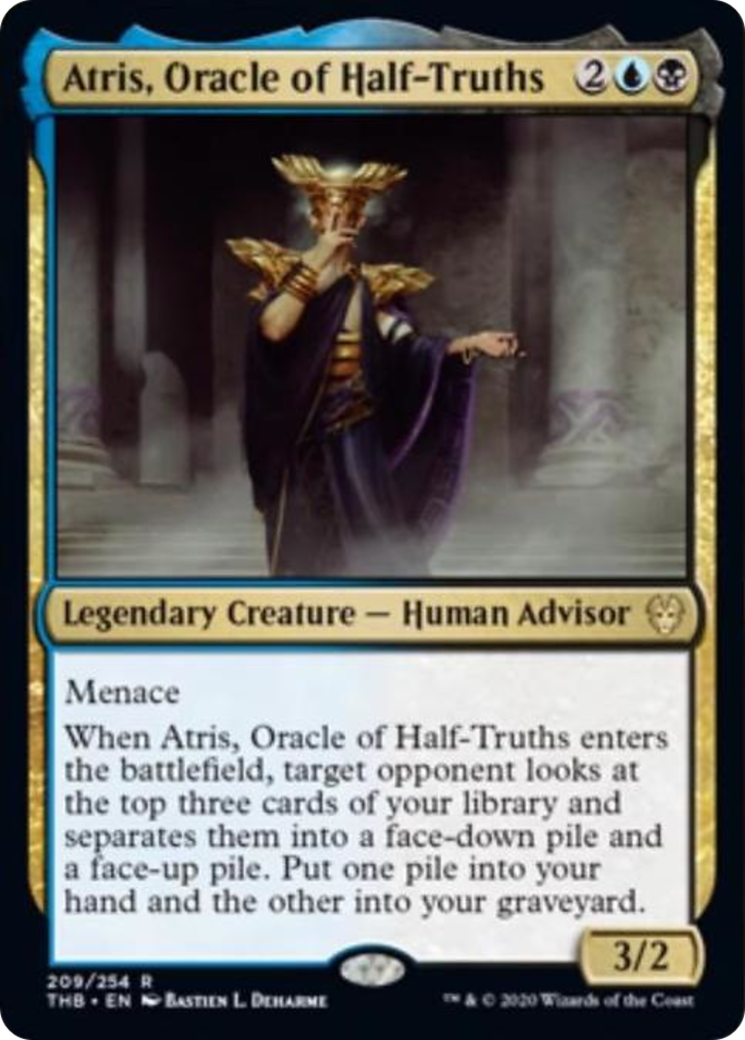 Atris, Oracle of Half-Truths 2
Legendary Creature — Human Advisor
Menace
When Atris, Oracle of Half-Truths enters
the battlefield, target opponent looks at
the top three cards of your library and
separates them into a face-down pile and
a face-up pile. Put one pile into your
hand and the other into your graveyard.
3/2
209/254 R
THB • EN Bastien L. Deharme
™ & © 2020 Wizards of the Coast